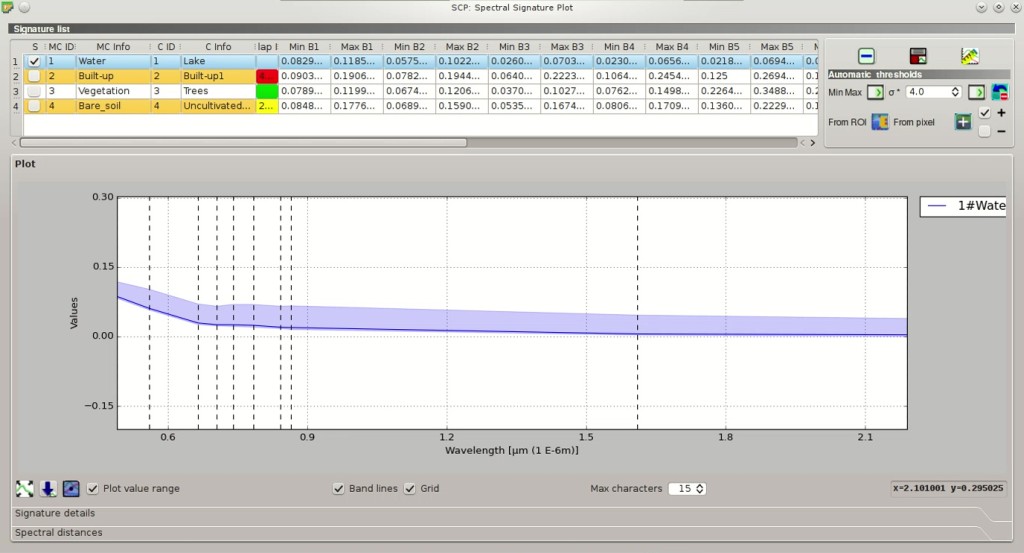 SCP: Spectral Signature Plot
Signature list
S MC ID MC Info C ID C Info lap I Min B1 Max B1 Min B2 Max B2 Min B3 Max B3 Min B4 Max B4 Min B5 Max B5
1 1 Water 1 Lake 0.0829... 0.1185... 0.0575... 0.1022... 0.0260... 0.0703... 0.0230... 0.0656... 0.0218... 0.0694... 0.0
2 2 Built-up 2 Built-up1 4... 0.0903... 0.1906... 0.0782... 0.1944... 0.0640... 0.2223... 0.1064... 0.2454... 0.125 0.2694... 0.1
3 3 Vegetation 3 Trees 0.0789... 0.1199... 0.0674... 0.1206... 0.0370... 0.1027... 0.0762... 0.1498... 0.2264... 0.3488... 0.2
4 4 Bare_soil 4 Uncultivated... 2... 0.0848... 0.1776... 0.0689... 0.1590... 0.0535... 0.1674... 0.0806... 0.1709... 0.1360... 0.2229... 0.1
Automatic thresholds
Min Max σ * 4.0
From ROI From pixel
+
−
Plot
0.30
0.15
0.00
−0.15
Values
0.6 0.9 1.2 1.5 1.8 2.1
Wavelength [µm (1 E-6m)]
1#Wate
Plot value range Band lines Grid Max characters 15 x=2.101001 y=0.295025
Signature details
Spectral distances